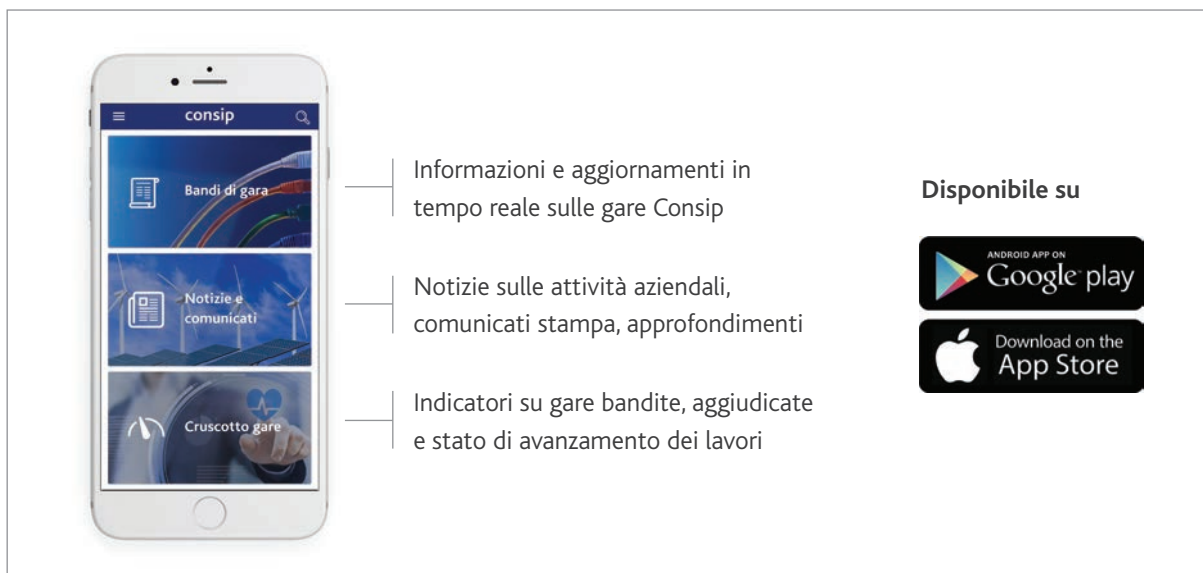 consip
Bandi di gara
Notizie e
comunicati
Cruscotto gare
Informazioni e aggiornamenti in
tempo reale sulle gare Consip
Notizie sulle attività aziendali,
comunicati stampa, approfondimenti
Indicatori su gare bandite, aggiudicate
e stato di avanzamento dei lavori
Disponibile su
ANDROID APP ON
Google play
Download on the
App Store